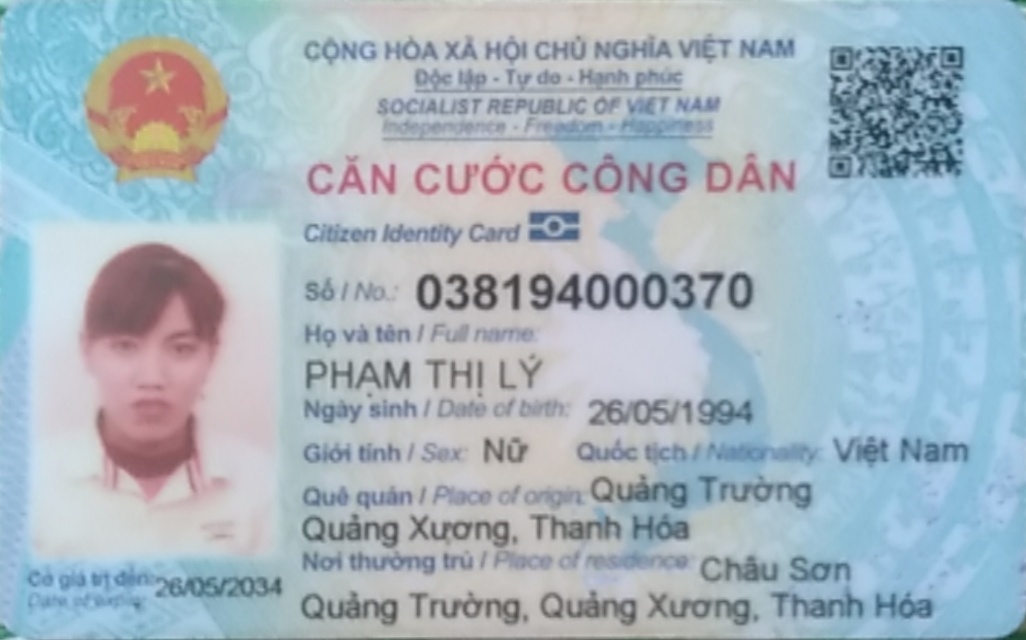 CỘNG HÒA XÃ HỘI CHỦ NGHĨA VIỆT NAM
Độc lập - Tự do - Hạnh phúc
SOCIALIST REPUBLIC OF VIET NAM
Independence - Freedom - Happiness
CĂN CƯỚC CÔNG DÂN
Citizen Identity Card
Số / No.: 038194000370
Họ và tên / Full name:
PHẠM THỊ LÝ
Ngày sinh / Date of birth: 26/05/1994
Giới tính / Sex: Nữ Quốc tịch / Nationality: Việt Nam
Quê quán / Place of origin: Quảng Trường
Quảng Xương, Thanh Hóa
Nơi thường trú / Place of residence: Châu Sơn
Quảng Trường, Quảng Xương, Thanh Hóa
Có giá trị đến: 26/05/2034
Date of expiry